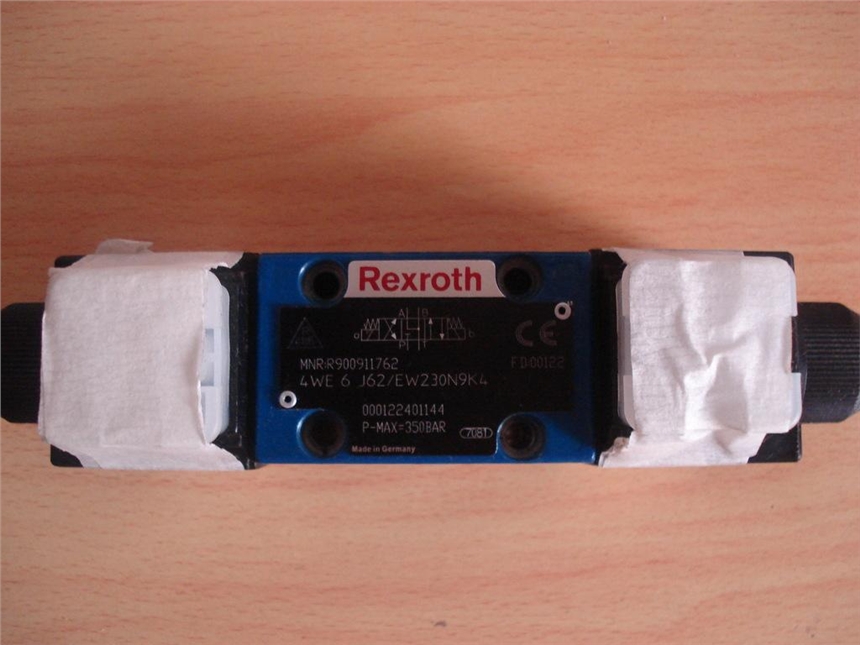 Rexroth
A B
a b
P T
CE
MNR:R900911762
FD:00122
4WE 6 J62/EW230N9K4
000122401144
P-MAX=350BAR
7081
Made in Germany